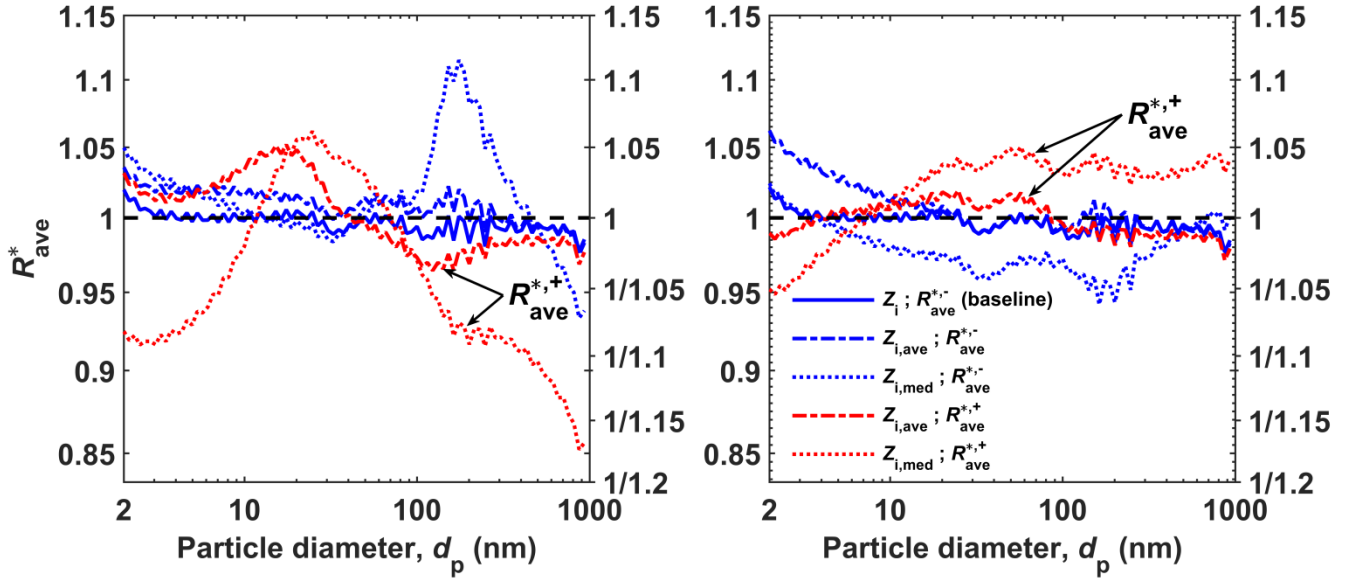 1.15
1.1
1.05
1
0.95
0.9
0.85
R*ave
1.15
1.1
1.05
1
1/1.05
1/1.1
1/1.15
1/1.2
R*,+ave
2 10 100 1000
Particle diameter, dp (nm)
1.15
1.1
1.05
1
0.95
0.9
0.85
1.15
1.1
1.05
1
1/1.05
1/1.1
1/1.15
1/1.2
R*,+ave
Zi ; R*,-ave (baseline)
Zi,ave ; R*,-ave
Zi,med ; R*,-ave
Zi,ave ; R*,+ave
Zi,med ; R*,+ave
2 10 100 1000
Particle diameter, dp (nm)